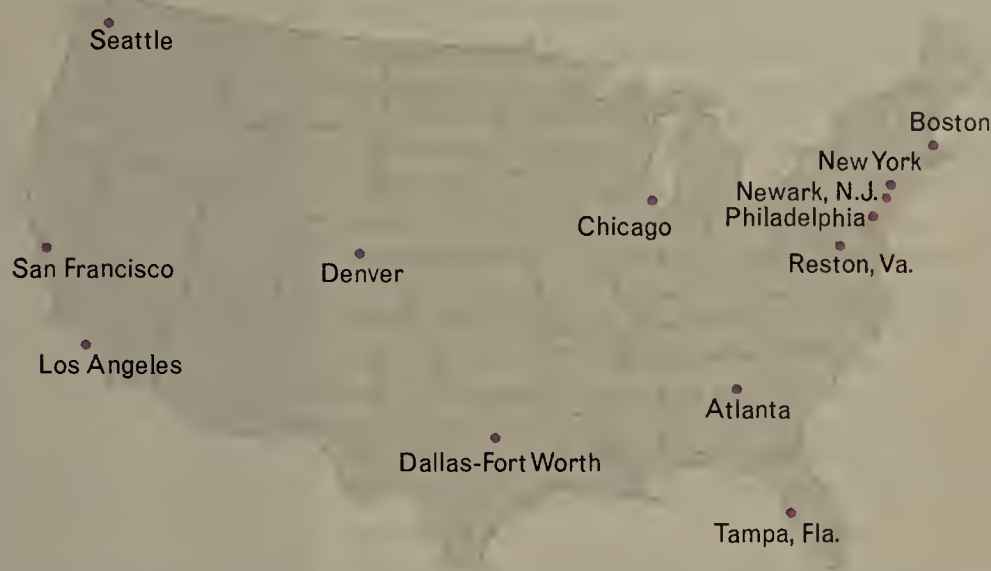 Seattle
Boston
New York
Newark, N.J.
Philadelphia
Chicago
Reston, Va.
San Francisco
Denver
Los Angeles
Atlanta
Dallas-Fort Worth
Tampa, Fla.